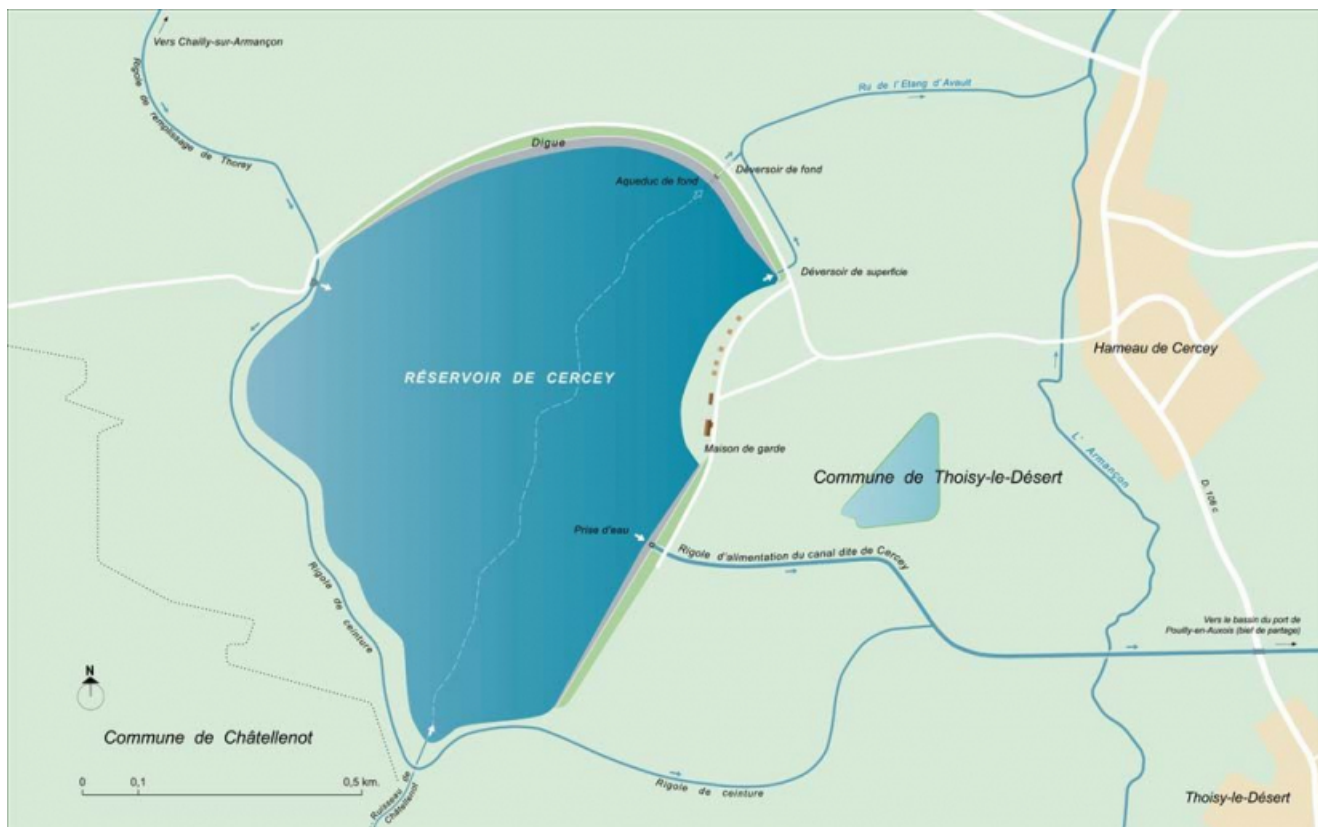 Vers Chailly-sur-Armançon
Rigole de remplissage de Thorey
Ru de l'Etang d'Avault
Digue
Déversoir de fond
Aqueduc de fond
Déversoir de superficie
Hameau de Cercey
RÉSERVOIR DE CERCEY
Maison de garde
Commune de Thoisy-le-Désert
L' Armançon
D. 108 c
Prise d'eau
Rigole d'alimentation du canal dite de Cercey
Rigole de ceinture
Vers le bassin du port de
Pouilly-en-Auxois (bief de partage)
N
Commune de Châtellenot
0 0,1 0,5 km.
Ruisseau de
Châtellenot
Rigole de ceinture
Thoisy-le-Désert